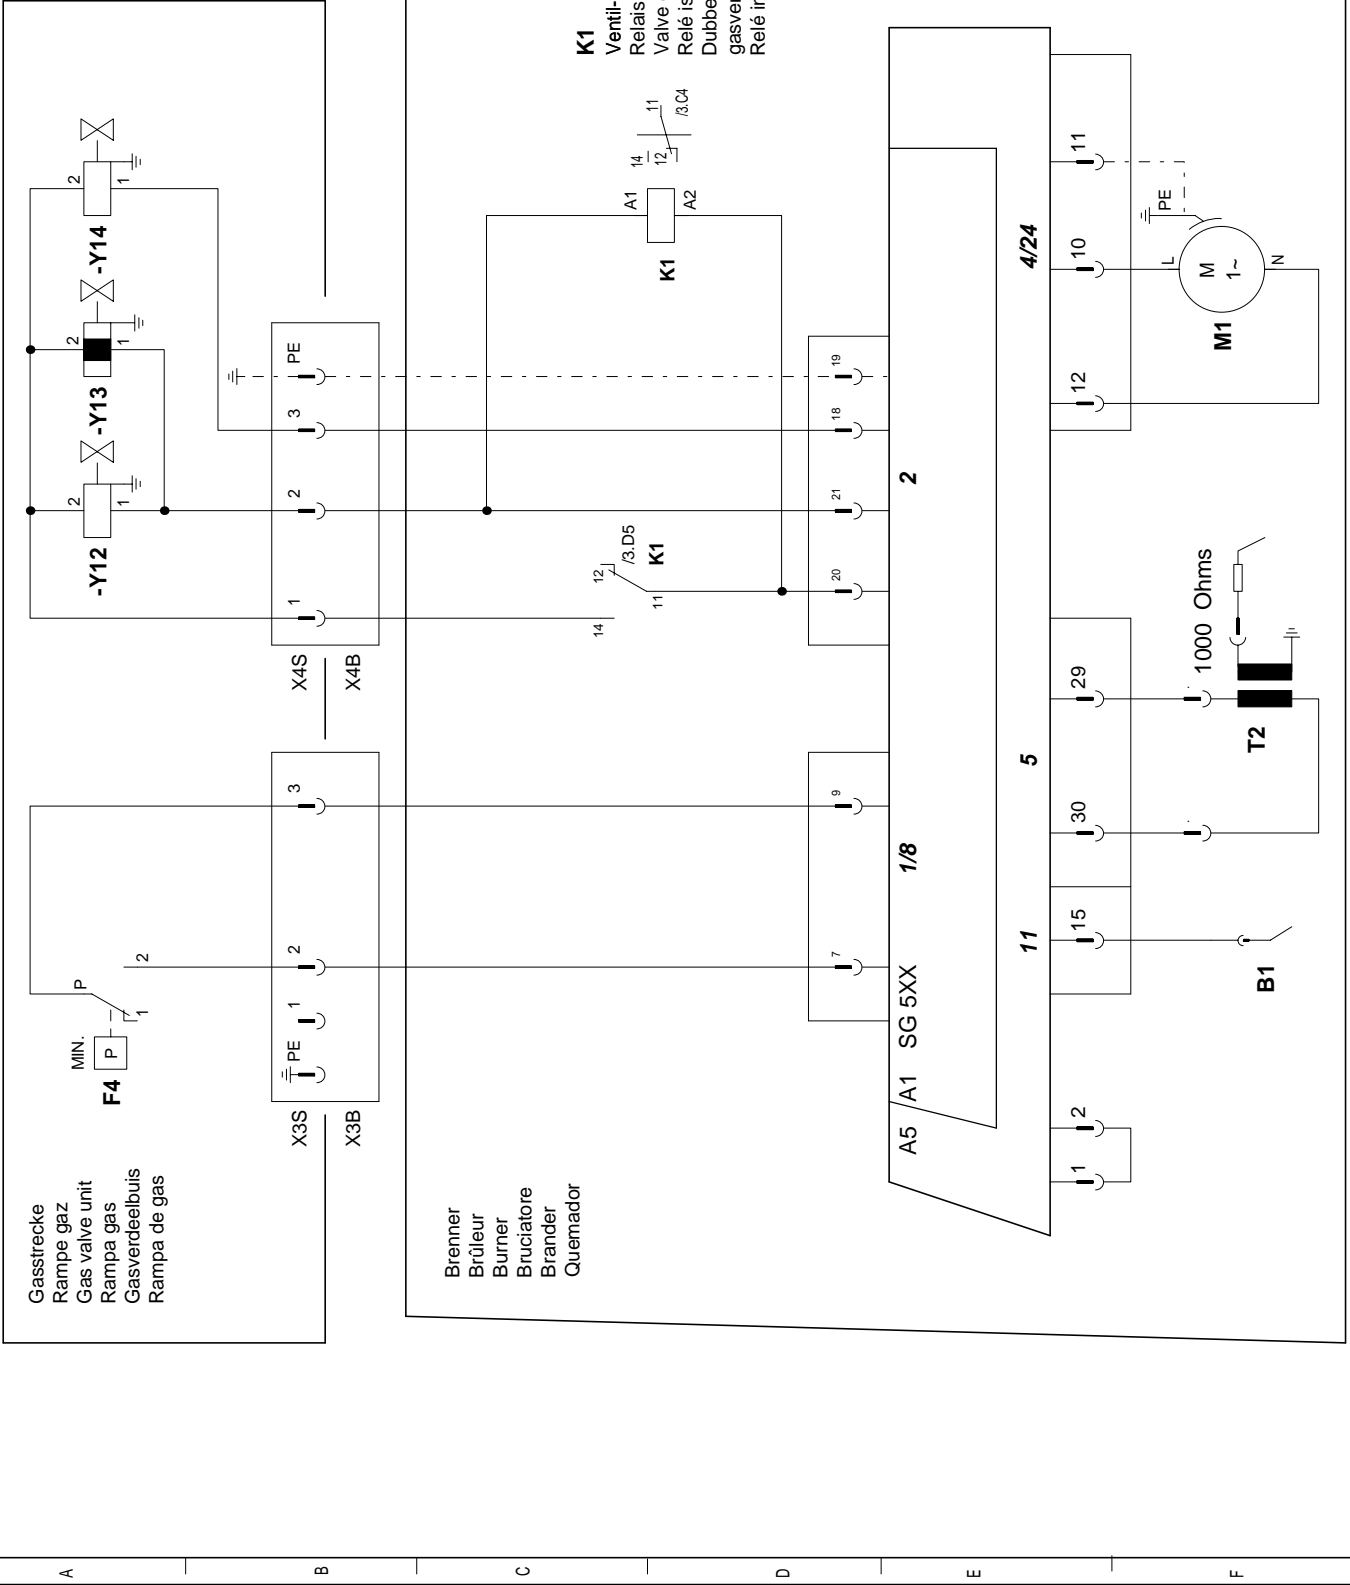 Gasstrecke
Rampe gaz
Gas valve unit
Rampa gas
Gasverdeelbuis
Rampa de gas
F4
MIN.
P
P
1
2
-Y12
2
1
-Y13
2
1
-Y14
2
1
X3S
X3B
PE
1
2
3
X4S
X4B
1
2
3
PE
Brenner
Brûleur
Burner
Bruciatore
Brander
Quemador
14
12
11
/3.D5
K1
K1
A1
A2
14
12
11
/3.C4
K1
Ventil-
Relais
Valve
Relé is
Dubbe
gasver
Relé in
7
9
20
21
18
19
A5
A1
SG 5XX
1/8
2
11
5
4/24
1
2
15
30
29
12
10
11
B1
T2
1000 Ohms
M1
M
1~
L
N
PE
A
B
C
D
E
F